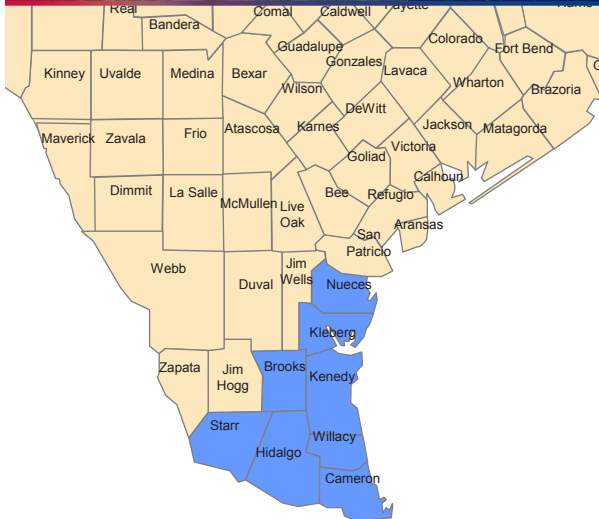 Real
Comal
Caldwell
Fayette
Bandera
Colorado
Guadalupe
Gonzales
Fort Bend
Kinney
Uvalde
Medina
Bexar
Lavaca
Wilson
Wharton
Brazoria
DeWitt
Maverick
Zavala
Frio
Atascosa
Karnes
Jackson
Matagorda
Goliad
Victoria
Calhoun
Dimmit
La Salle
McMullen
Live
Oak
Bee
Refugio
Aransas
San
Patricio
Webb
Duval
Jim
Wells
Nueces
Kleberg
Zapata
Jim
Hogg
Brooks
Kenedy
Starr
Hidalgo
Willacy
Cameron